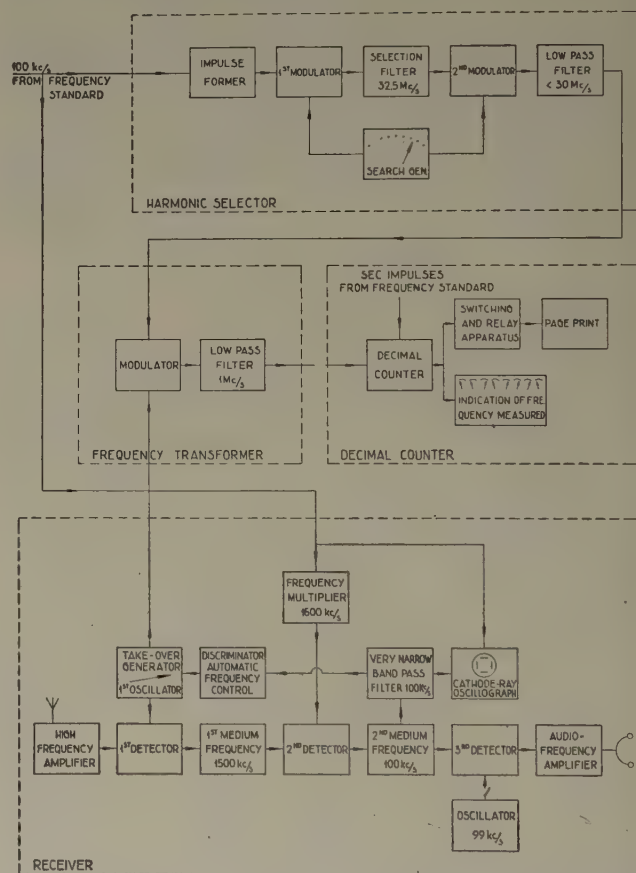 100 kc/s
FROM FREQUENCY
STANDARD
IMPULSE
FORMER
1ST MODULATOR
SELECTION
FILTER
32.5 Mc/s
2ND MODULATOR
LOW PASS
FILTER
< 30 Mc/s
SEARCH GEN.
HARMONIC SELECTOR
SEC IMPULSES
FROM FREQUENCY STANDARD
MODULATOR
LOW PASS
FILTER
1Mc/s
DECIMAL
COUNTER
SWITCHING
AND RELAY
APPARATUS
PAGE PRINT
INDICATION OF FRE
QUENCY MEASURED
FREQUENCY TRANSFORMER
DECIMAL COUNTER
FREQUENCY
MULTIPLIER
1600 kc/s
TAKE-OVER
GENERATOR
1ST OSCILLATOR
DISCRIMINATOR
AUTOMATIC
FREQUENCY
CONTROL
VERY NARROW
BAND PASS
FILTER 100kc/s
CATHODE-RAY
OSCILLOGRAPH
HIGH
FREQUENCY
AMPLIFIER
1ST DETECTOR
1ST MEDIUM
FREQUENCY
1500 kc/s
2ND DETECTOR
2ND MEDIUM
FREQUENCY
100 kc/s
3RD DETECTOR
AUDIO-
FREQUENCY
AMPLIFIER
OSCILLATOR
99 kc/s
RECEIVER